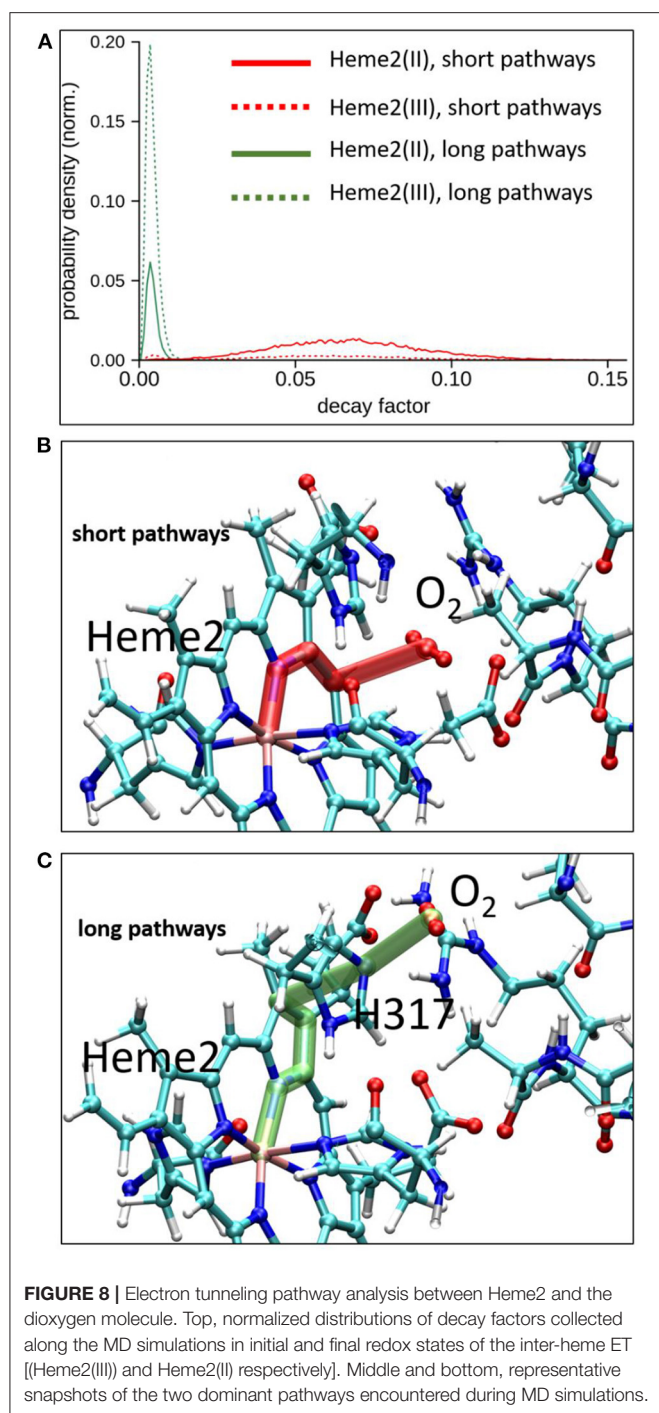 A
probability density (norm.)
0.20
0.15
0.10
0.05
0.00
Heme2(II), short pathways
Heme2(III), short pathways
Heme2(II), long pathways
Heme2(III), long pathways
0.00 0.05 0.10 0.15
decay factor
B
short pathways
Heme2
O2
C
long pathways
Heme2
O2
H317
FIGURE 8 | Electron tunneling pathway analysis between Heme2 and the
dioxygen molecule. Top, normalized distributions of decay factors collected
along the MD simulations in initial and final redox states of the inter-heme ET
[(Heme2(III)) and Heme2(II) respectively]. Middle and bottom, representative
snapshots of the two dominant pathways encountered during MD simulations.